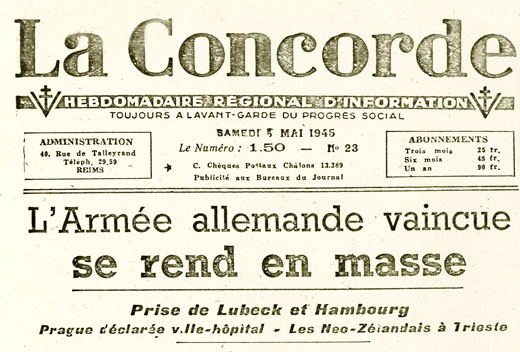 La Concorde
HEBDOMADAIRE RÉGIONAL D'INFORMATION
TOUJOURS A L'AVANT-GARDE DU PROGRÈS SOCIAL
SAMEDI 5 MAI 1945
ADMINISTRATION
40, Rue de Talleyrand
Téléph. 29,59
REIMS
Le Numéro : 1.50 — No 23
C. Chèques Postaux Châlons 13.389
Publicité aux Bureaux du Journal
ABONNEMENTS
Trois mois 25 fr.
Six mois 48 fr.
Un an 90 fr.
L'Armée allemande vaincue
se rend en masse
Prise de Lubeck et Hambourg
Prague déclarée v.lle-hôpital - Les Neo-Zélandais à Trieste